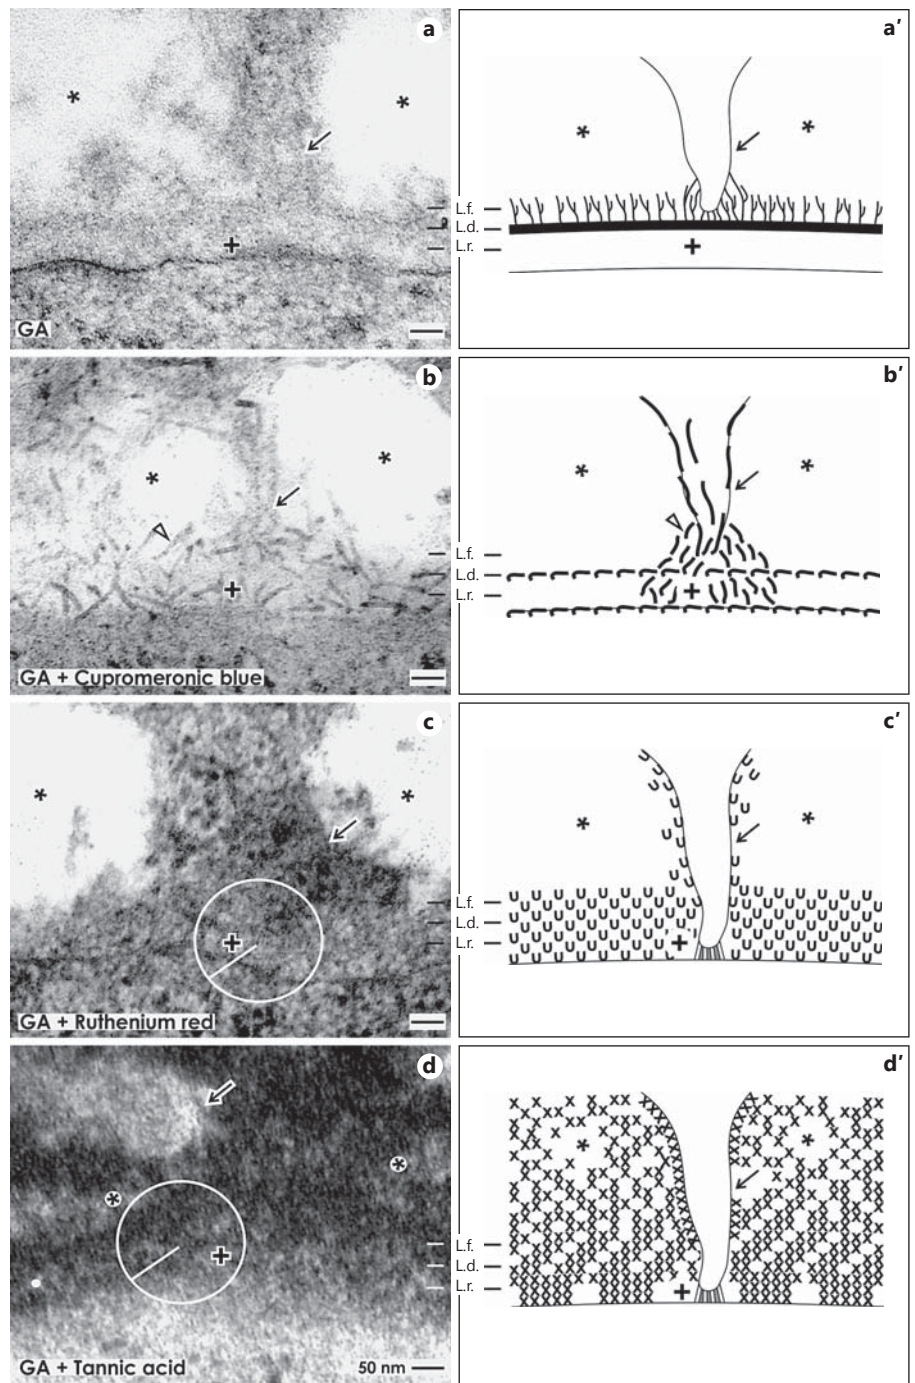 a
a′
*
*
*
*
L.f.
L.d.
L.r.
+
+
GA
b
b′
*
*
*
*
L.f.
L.d.
L.r.
+
+
GA + Cupromeronic blue
c
c′
*
*
*
*
L.f.
L.d.
L.r.
+
+
GA + Ruthenium red
d
d′
*
*
*
*
L.f.
L.d.
L.r.
+
+
GA + Tannic acid
50 nm